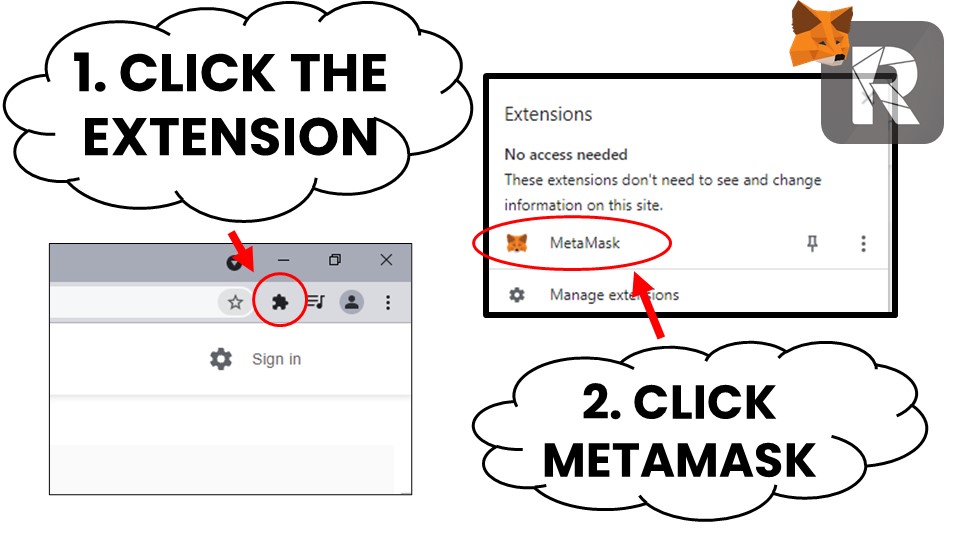 1. CLICK THE
EXTENSION
Sign in
Extensions
No access needed
These extensions don't need to see and change
information on this site.
MetaMask
Manage extensions
2. CLICK
METAMASK
R